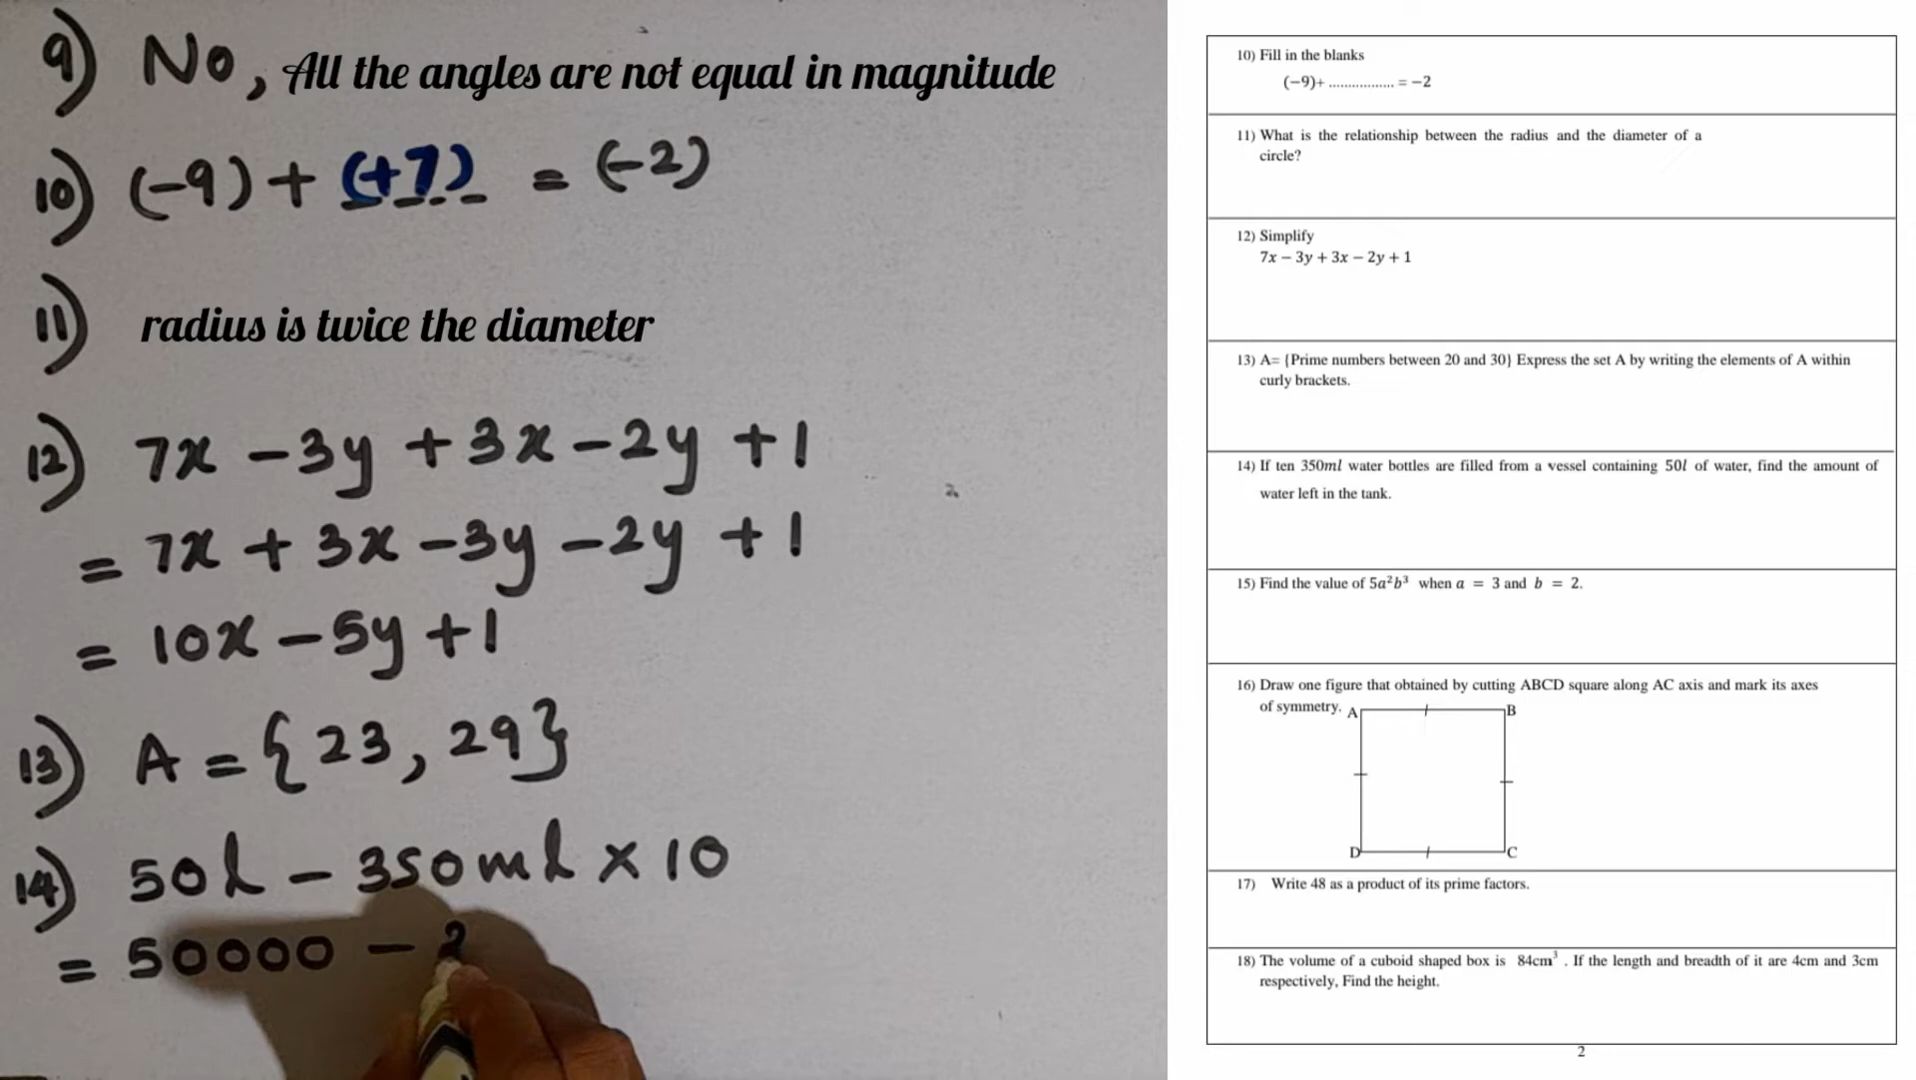 9) No, All the angles are not equal in magnitude
10) (-9) + (+7) = (-2)
11) radius is twice the diameter
12) 7x - 3y + 3x - 2y + 1
= 7x + 3x - 3y - 2y + 1
= 10x - 5y + 1
13) A = {23, 29}
14) 50l - 350ml × 10
= 50000 -
10) Fill in the blanks
(−9)+ ................. = −2
11) What is the relationship between the radius and the diameter of a
circle?
12) Simplify
7x − 3y + 3x − 2y + 1
13) A= {Prime numbers between 20 and 30} Express the set A by writing the elements of A within
curly brackets.
14) If ten 350ml water bottles are filled from a vessel containing 50l of water, find the amount of
water left in the tank.
15) Find the value of 5a²b³ when a = 3 and b = 2.
16) Draw one figure that obtained by cutting ABCD square along AC axis and mark its axes
of symmetry.
A B
D C
17) Write 48 as a product of its prime factors.
18) The volume of a cuboid shaped box is 84cm³ . If the length and breadth of it are 4cm and 3cm
respectively, Find the height.
2